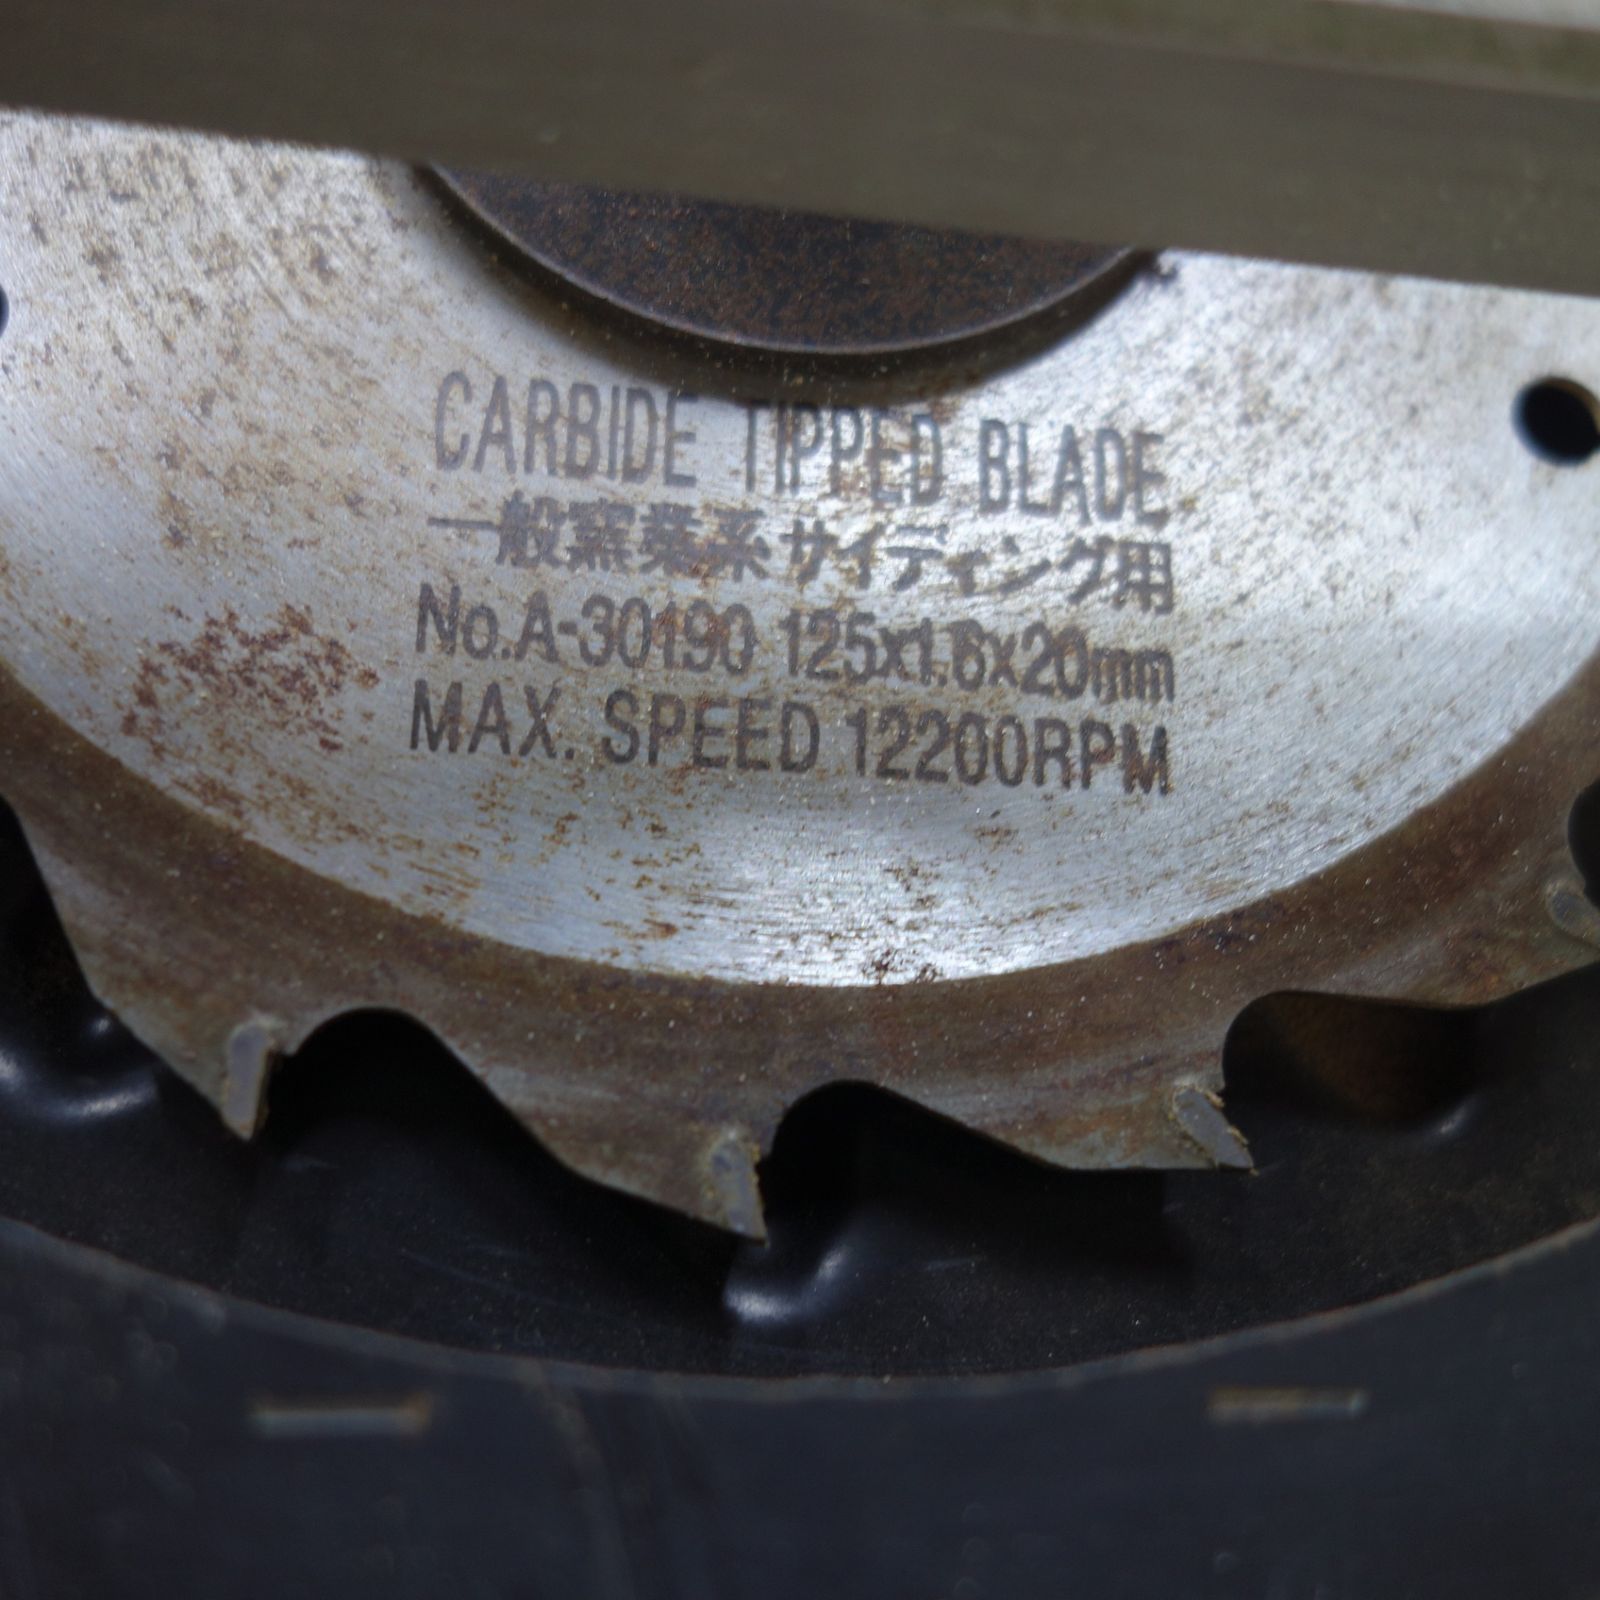 CARBIDE TIPPED BLADE
一般窯業系サイディング用
No.A-30190 125x1.6x20mm
MAX. SPEED 12200RPM